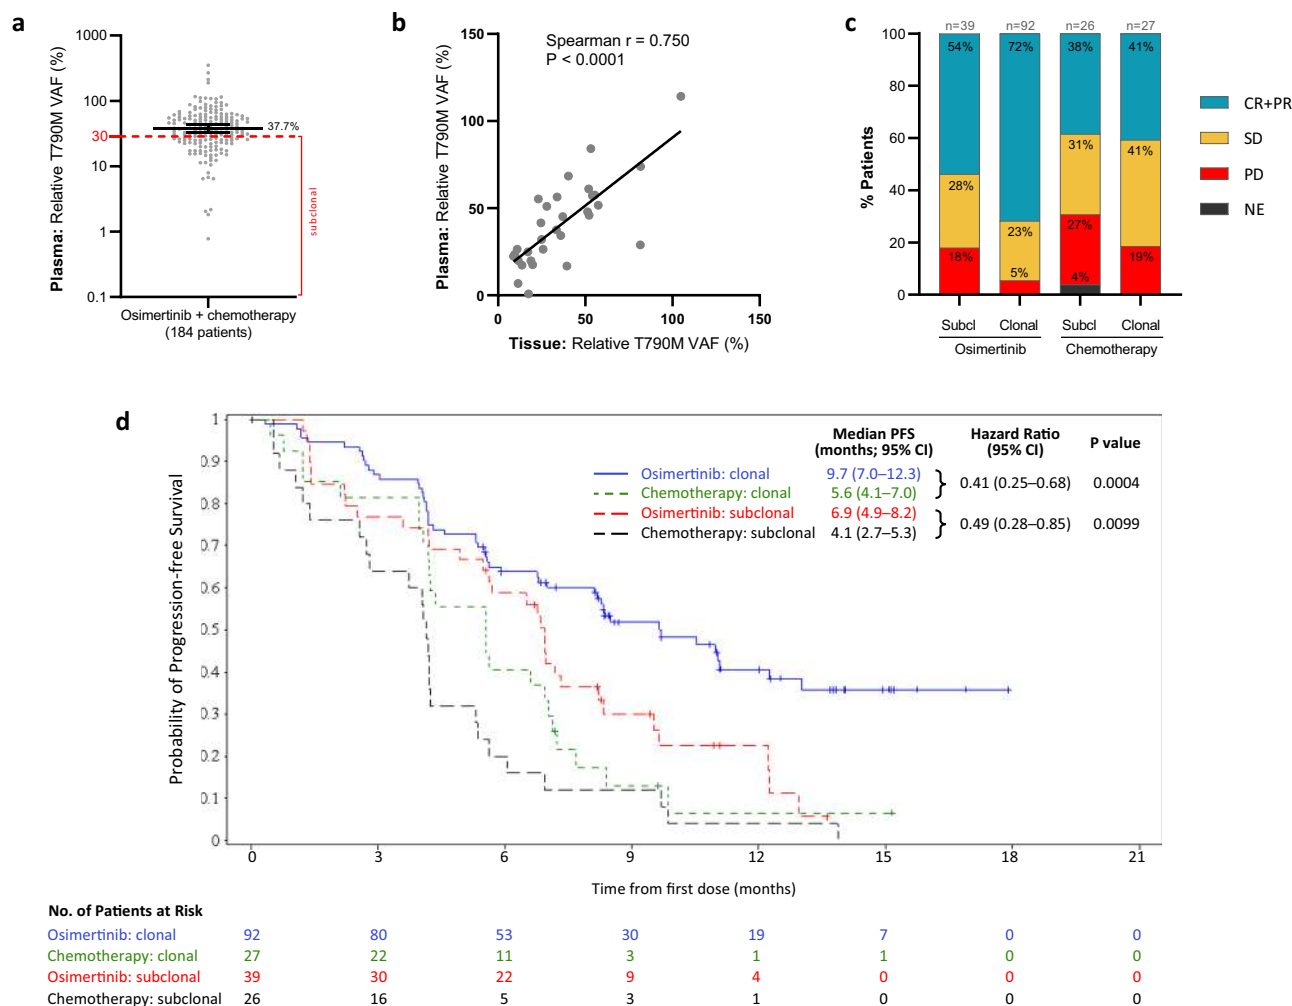 a
Plasma: Relative T790M VAF (%)
1000
100
30
10
1
0.1
37.7%
subclonal
Osimertinib + chemotherapy
(184 patients)
b
Plasma: Relative T790M VAF (%)
Spearman r = 0.750
P < 0.0001
150
100
50
0
0 50 100 150
Tissue: Relative T790M VAF (%)
c
% Patients
100
80
60
40
20
0
n=39 n=92 n=26 n=27
54% 72% 38% 41%
28% 23% 31% 41%
18% 5% 27% 19%
4%
Subcl Clonal Subcl Clonal
Osimertinib Chemotherapy
CR+PR
SD
PD
NE
d
Probability of Progression-free Survival
1
0.9
0.8
0.7
0.6
0.5
0.4
0.3
0.2
0.1
0
Median PFS Hazard Ratio P value
(months; 95% CI) (95% CI)
Osimertinib: clonal 9.7 (7.0–12.3)
Chemotherapy: clonal 5.6 (4.1–7.0)
} 0.41 (0.25–0.68) 0.0004
Osimertinib: subclonal 6.9 (4.9–8.2)
Chemotherapy: subclonal 4.1 (2.7–5.3)
} 0.49 (0.28–0.85) 0.0099
0 3 6 9 12 15 18 21
Time from first dose (months)
No. of Patients at Risk
Osimertinib: clonal 92 80 53 30 19 7 0 0
Chemotherapy: clonal 27 22 11 3 1 1 0 0
Osimertinib: subclonal 39 30 22 9 4 0 0 0
Chemotherapy: subclonal 26 16 5 3 1 0 0 0